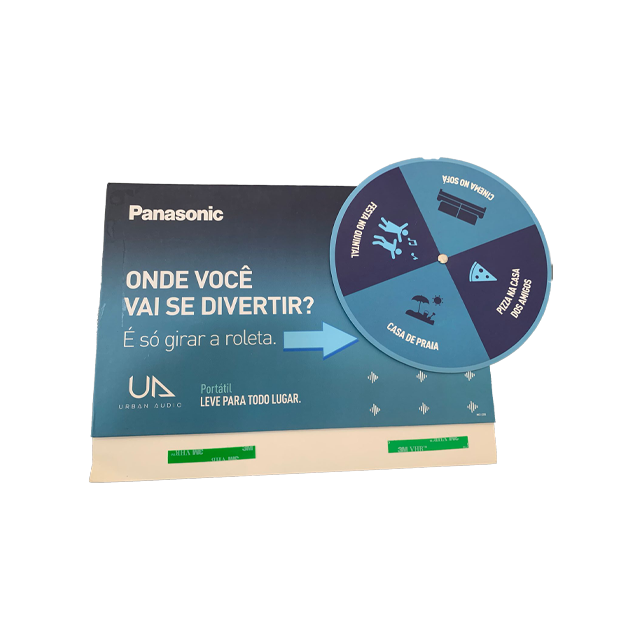 Panasonic
ONDE VOCÊ
VAI SE DIVERTIR?
É só girar a roleta.
URBAN AUDIO
Portátil
LEVE PARA TODO LUGAR.
FESTA NO QUINTAL
CINEMA NO SOFÁ
PIZZA NA CASA
DOS AMIGOS
CASA DE PRAIA